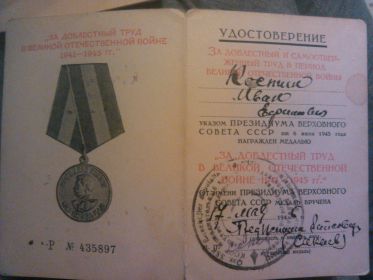 „ЗА ДОБЛЕСТНЫЙ ТРУД
В ВЕЛИКОЙ ОТЕЧЕСТВЕННОЙ ВОЙНЕ
1941—1945 гг.“
Р № 435897
УДОСТОВЕРЕНИЕ
ЗА ДОБЛЕСТНЫЙ И САМООТВЕР-
ЖЕННЫЙ ТРУД В ПЕРИОД
ВЕЛИКОЙ ОТЕЧЕСТВЕННОЙ ВОЙНЫ
Иван
УКАЗОМ ПРЕЗИДИУМА ВЕРХОВНОГО
СОВЕТА СССР от 6 июня 1945 года
НАГРАЖДЕН МЕДАЛЬЮ
„ЗА ДОБЛЕСТНЫЙ ТРУД
В ВЕЛИКОЙ ОТЕЧЕСТВЕННОЙ
ВОЙНЕ 1941—1945 гг.“
ОТ ИМЕНИ ПРЕЗИДИУМА ВЕРХОВНОГО
СОВЕТА СССР МЕДАЛЬ ВРУЧЕНА